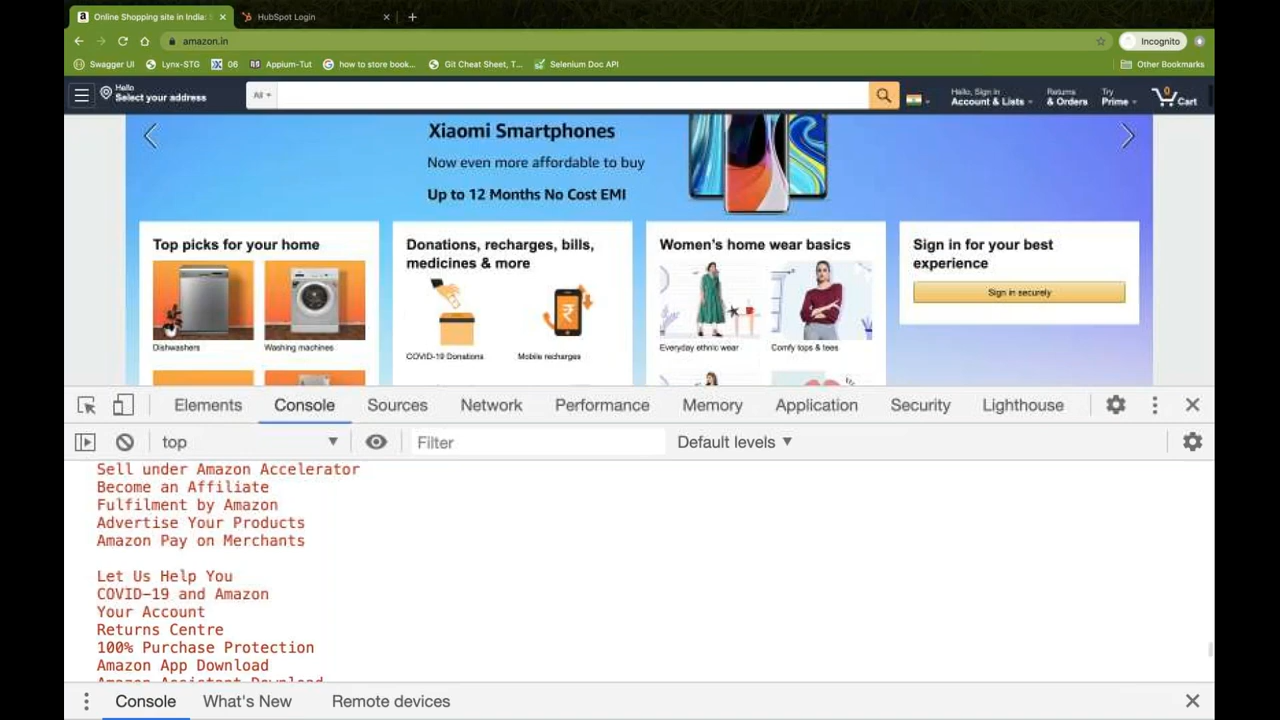 Online Shopping site in India: S
HubSpot Login
amazon.in
Incognito
Swagger UI
Lynx-STG
06
Appium-Tut
how to store book...
Git Cheat Sheet, T...
Selenium Doc API
Other Bookmarks
Hello
Select your address
All
Hello, Sign in
Account & Lists
Returns
& Orders
Try
Prime
0
Cart
Xiaomi Smartphones
Now even more affordable to buy
Up to 12 Months No Cost EMI
Top picks for your home
Dishwashers
Washing machines
Donations, recharges, bills,
medicines & more
COVID-19 Donations
Mobile recharges
Women's home wear basics
Everyday ethnic wear
Comfy tops & tees
Sign in for your best
experience
Sign in securely
Elements
Console
Sources
Network
Performance
Memory
Application
Security
Lighthouse
top
Filter
Default levels
Sell under Amazon Accelerator
Become an Affiliate
Fulfilment by Amazon
Advertise Your Products
Amazon Pay on Merchants
Let Us Help You
COVID-19 and Amazon
Your Account
Returns Centre
100% Purchase Protection
Amazon App Download
Amazon Assistant Download
Console
What's New
Remote devices